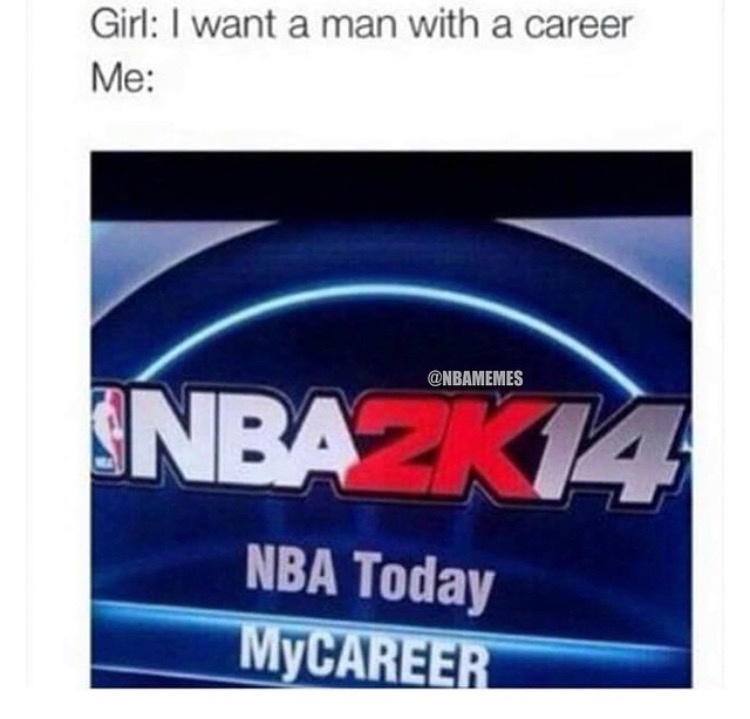 Girl: I want a man with a career
Me:
@NBAMEMES
NBA2K14
NBA Today
MyCAREER